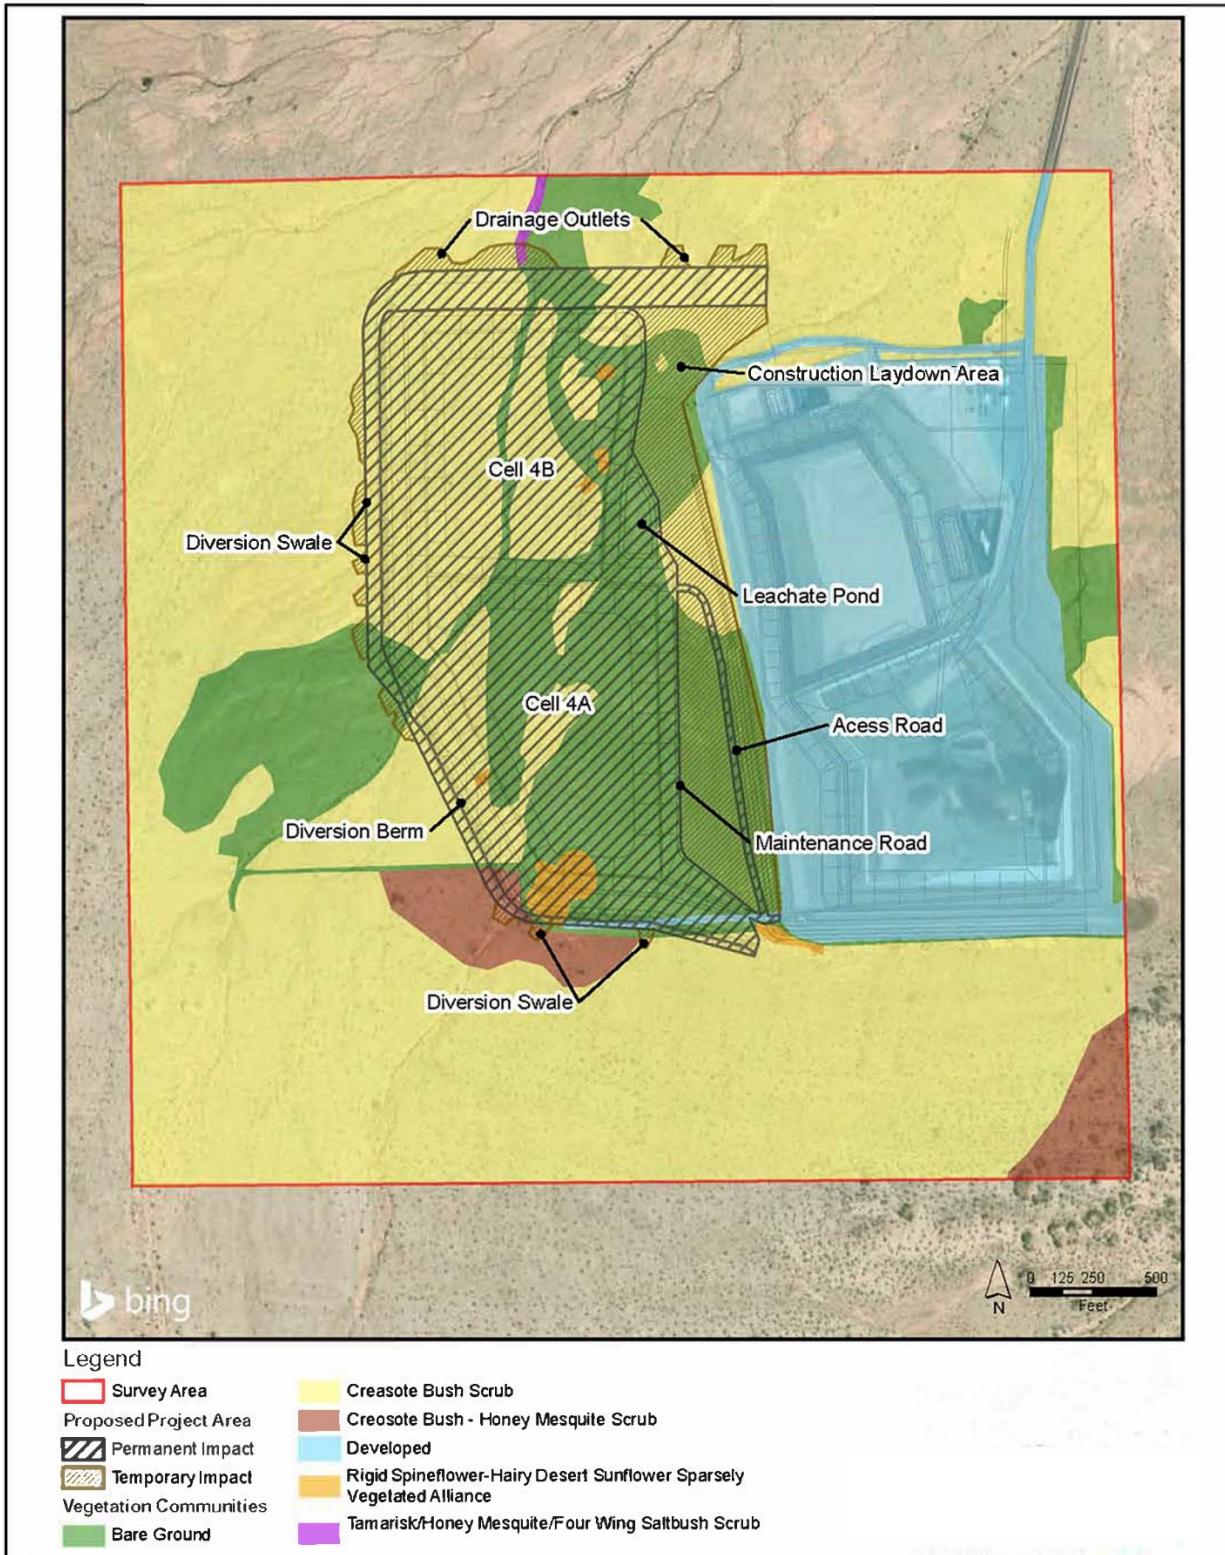 Drainage Outlets
Construction Laydown Area
Cell 4B
Diversion Swale
Leachate Pond
Cell 4A
Acess Road
Diversion Berm
Maintenance Road
Diversion Swale
bing
N
0 125 250 500
Feet
Legend
Survey Area
Proposed Project Area
Permanent Impact
Temporary Impact
Vegetation Communities
Bare Ground
Creasote Bush Scrub
Creosote Bush - Honey Mesquite Scrub
Developed
Rigid Spineflower-Hairy Desert Sunflower Sparsely
Vegetated Alliance
Tamarisk/Honey Mesquite/Four Wing Saltbush Scrub